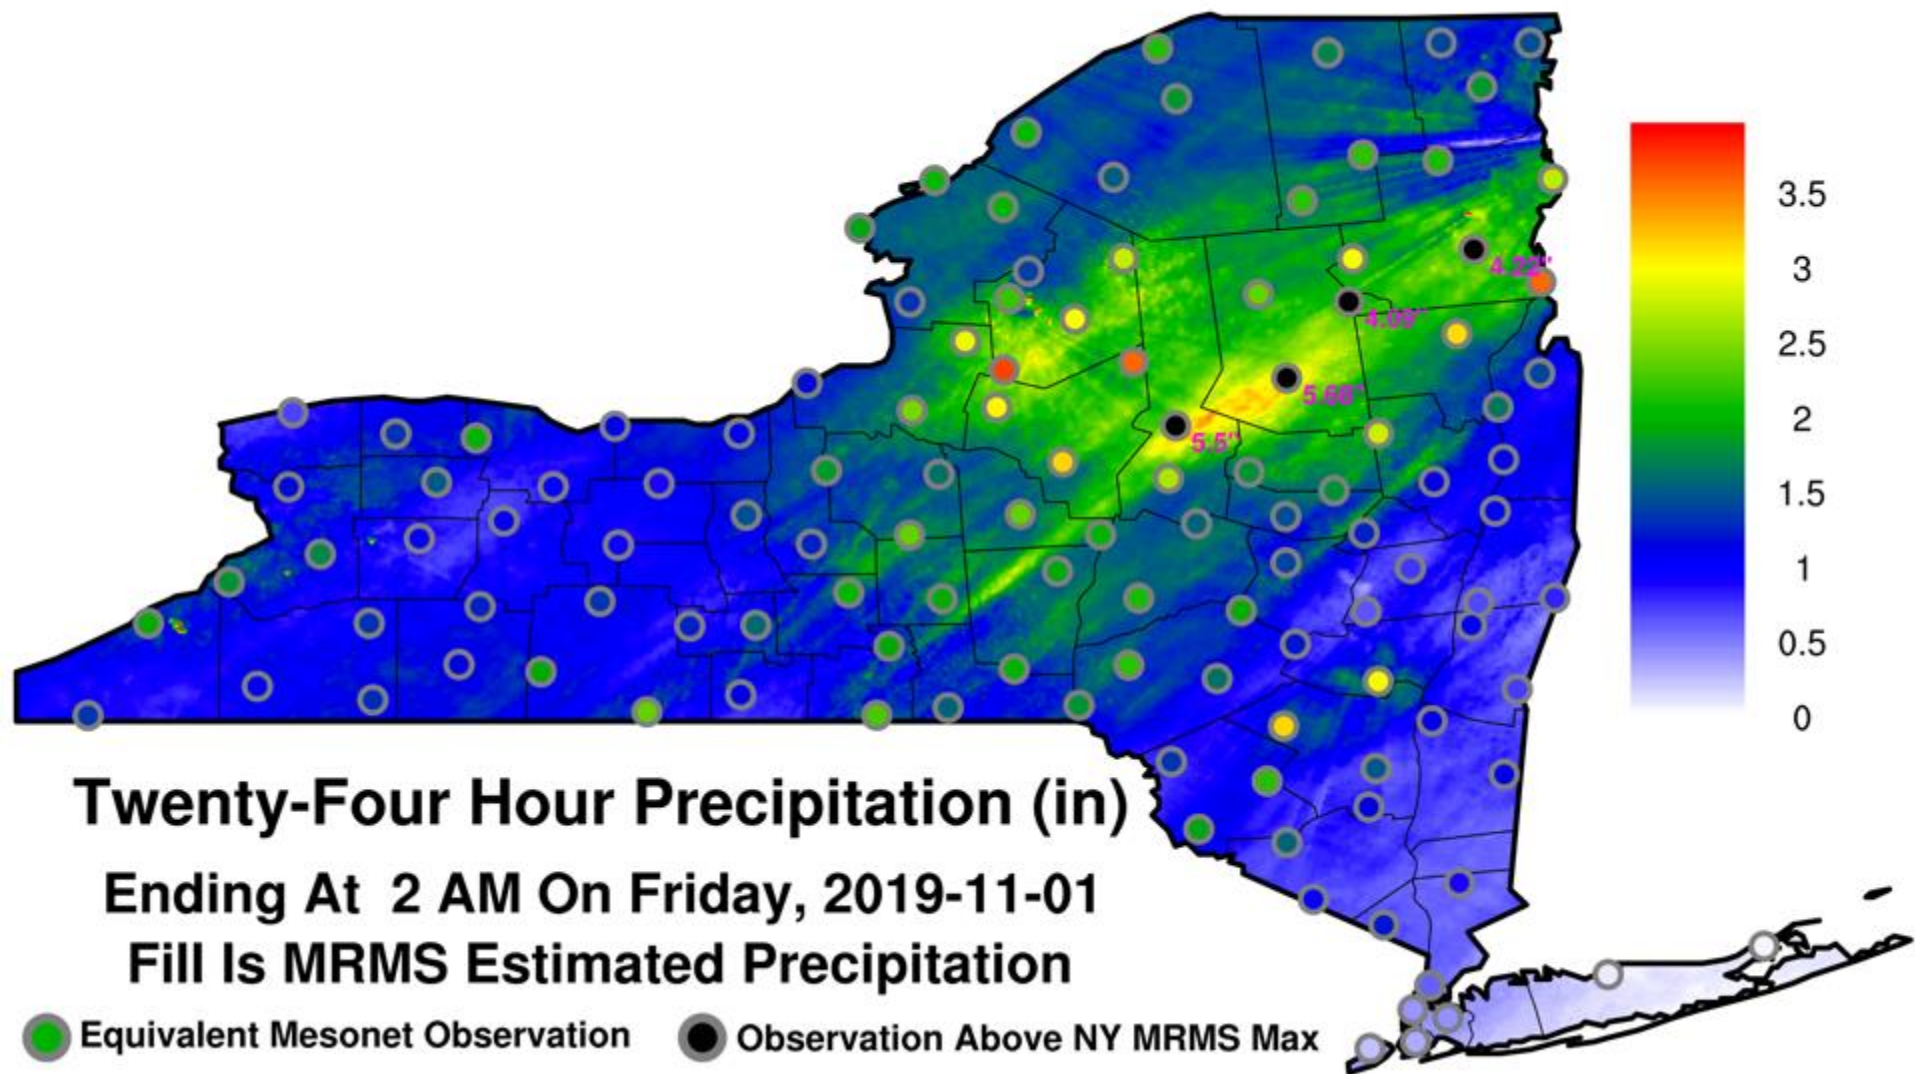 4.22"
4.09"
5.68"
5.5"
3.5
3
2.5
2
1.5
1
0.5
0
Twenty-Four Hour Precipitation (in)
Ending At 2 AM On Friday, 2019-11-01
Fill Is MRMS Estimated Precipitation
Equivalent Mesonet Observation
Observation Above NY MRMS Max